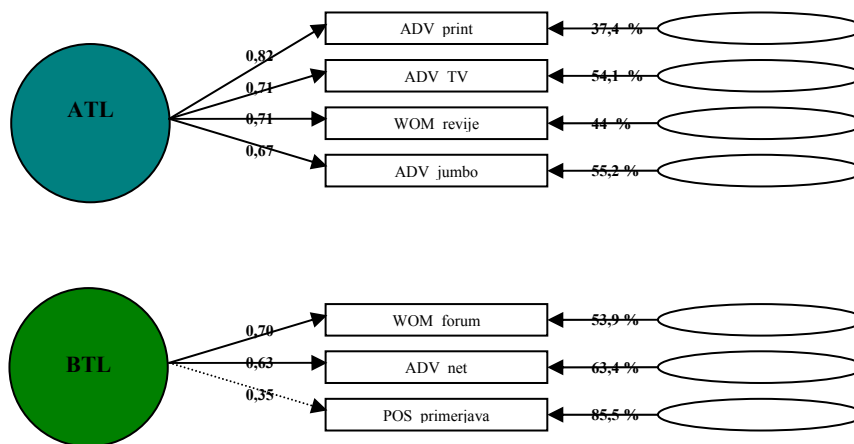 ADV print
0,82
37,4 %
ADV TV
0,71
54,1 %
ATL
WOM revije
0,71
44 %
ADV jumbo
0,67
55,2 %
WOM forum
0,70
53,9 %
BTL
ADV net
0,63
63,4 %
POS primerjava
0,35
85,5 %